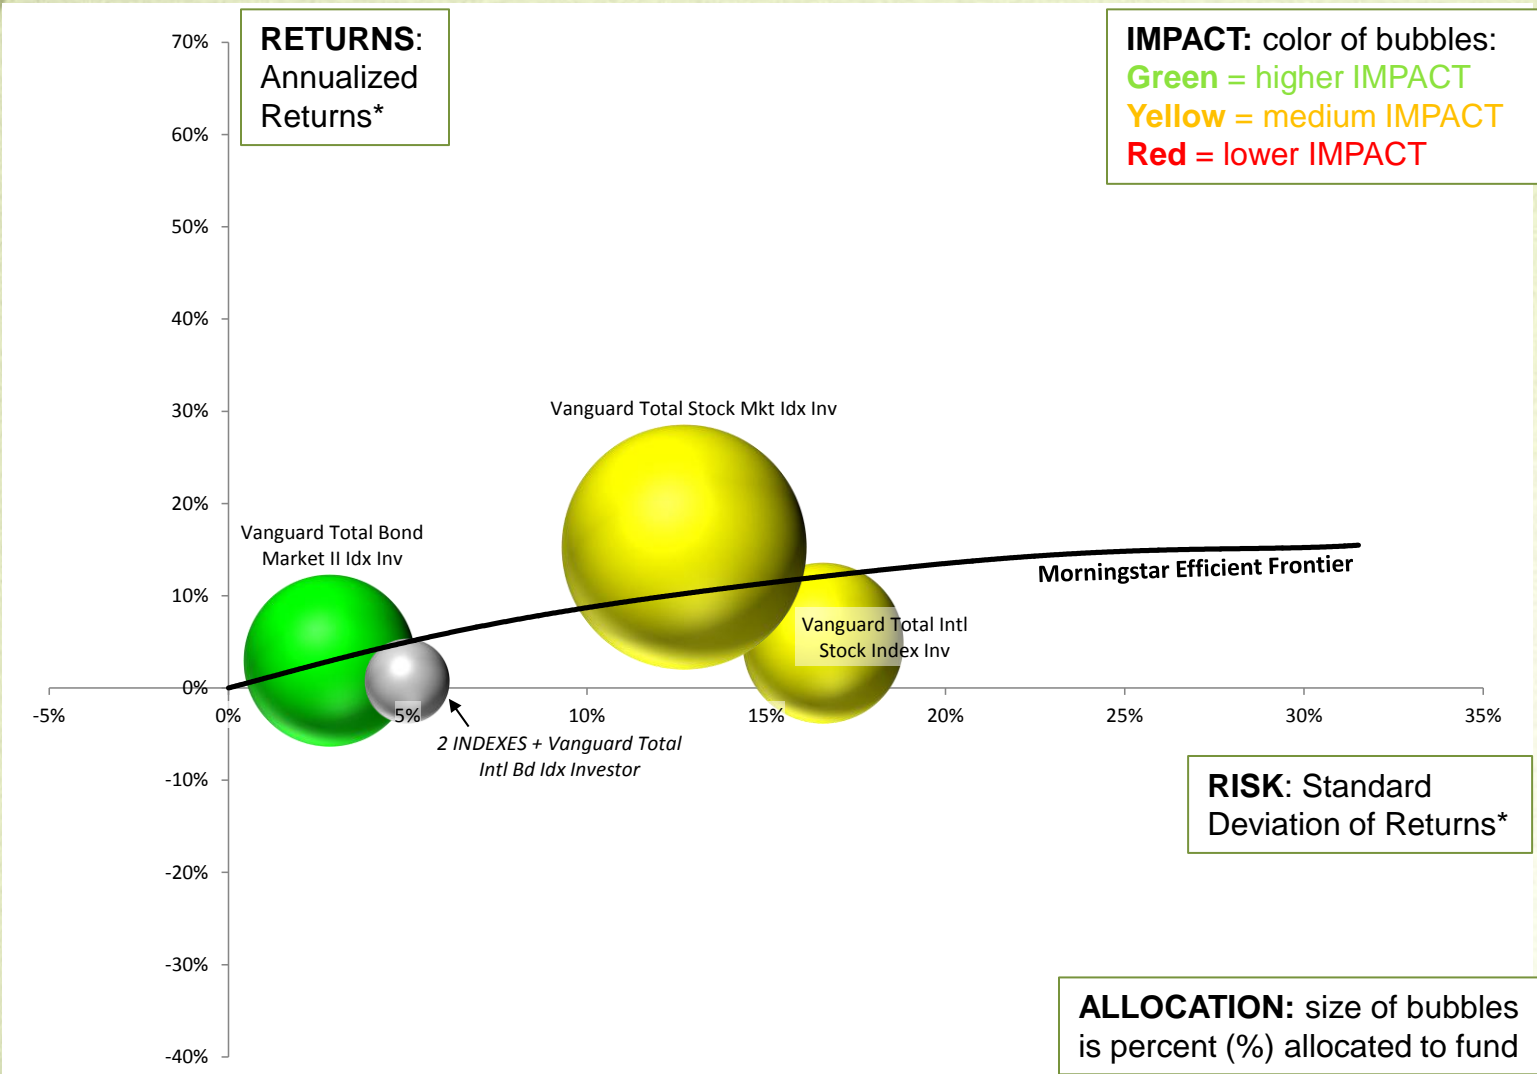 RETURNS:
Annualized
Returns*
IMPACT: color of bubbles:
Green = higher IMPACT
Yellow = medium IMPACT
Red = lower IMPACT
70%
60%
50%
40%
30%
20%
10%
0%
-10%
-20%
-30%
-40%
Vanguard Total Stock Mkt Idx Inv
Vanguard Total Bond
Market II Idx Inv
Morningstar Efficient Frontier
Vanguard Total Intl
Stock Index Inv
-5%
0%
5%
10%
15%
20%
25%
30%
35%
2 INDEXES + Vanguard Total
Intl Bd Idx Investor
RISK: Standard
Deviation of Returns*
ALLOCATION: size of bubbles
is percent (%) allocated to fund